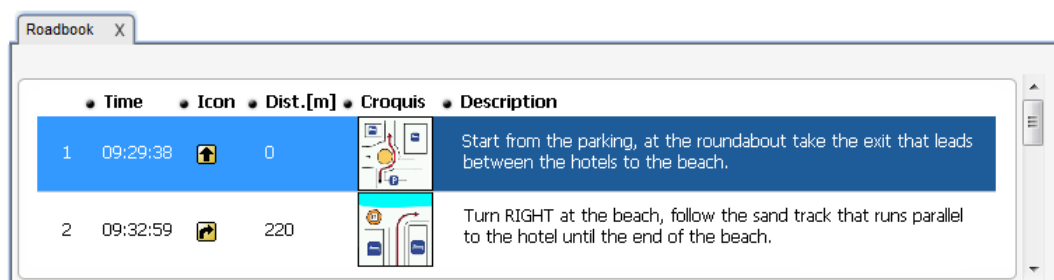 Roadbook X
Time Icon Dist.[m] Croquis Description
1 09:29:38 0 Start from the parking, at the roundabout take the exit that leads
between the hotels to the beach.
2 09:32:59 220 Turn RIGHT at the beach, follow the sand track that runs parallel
to the hotel until the end of the beach.